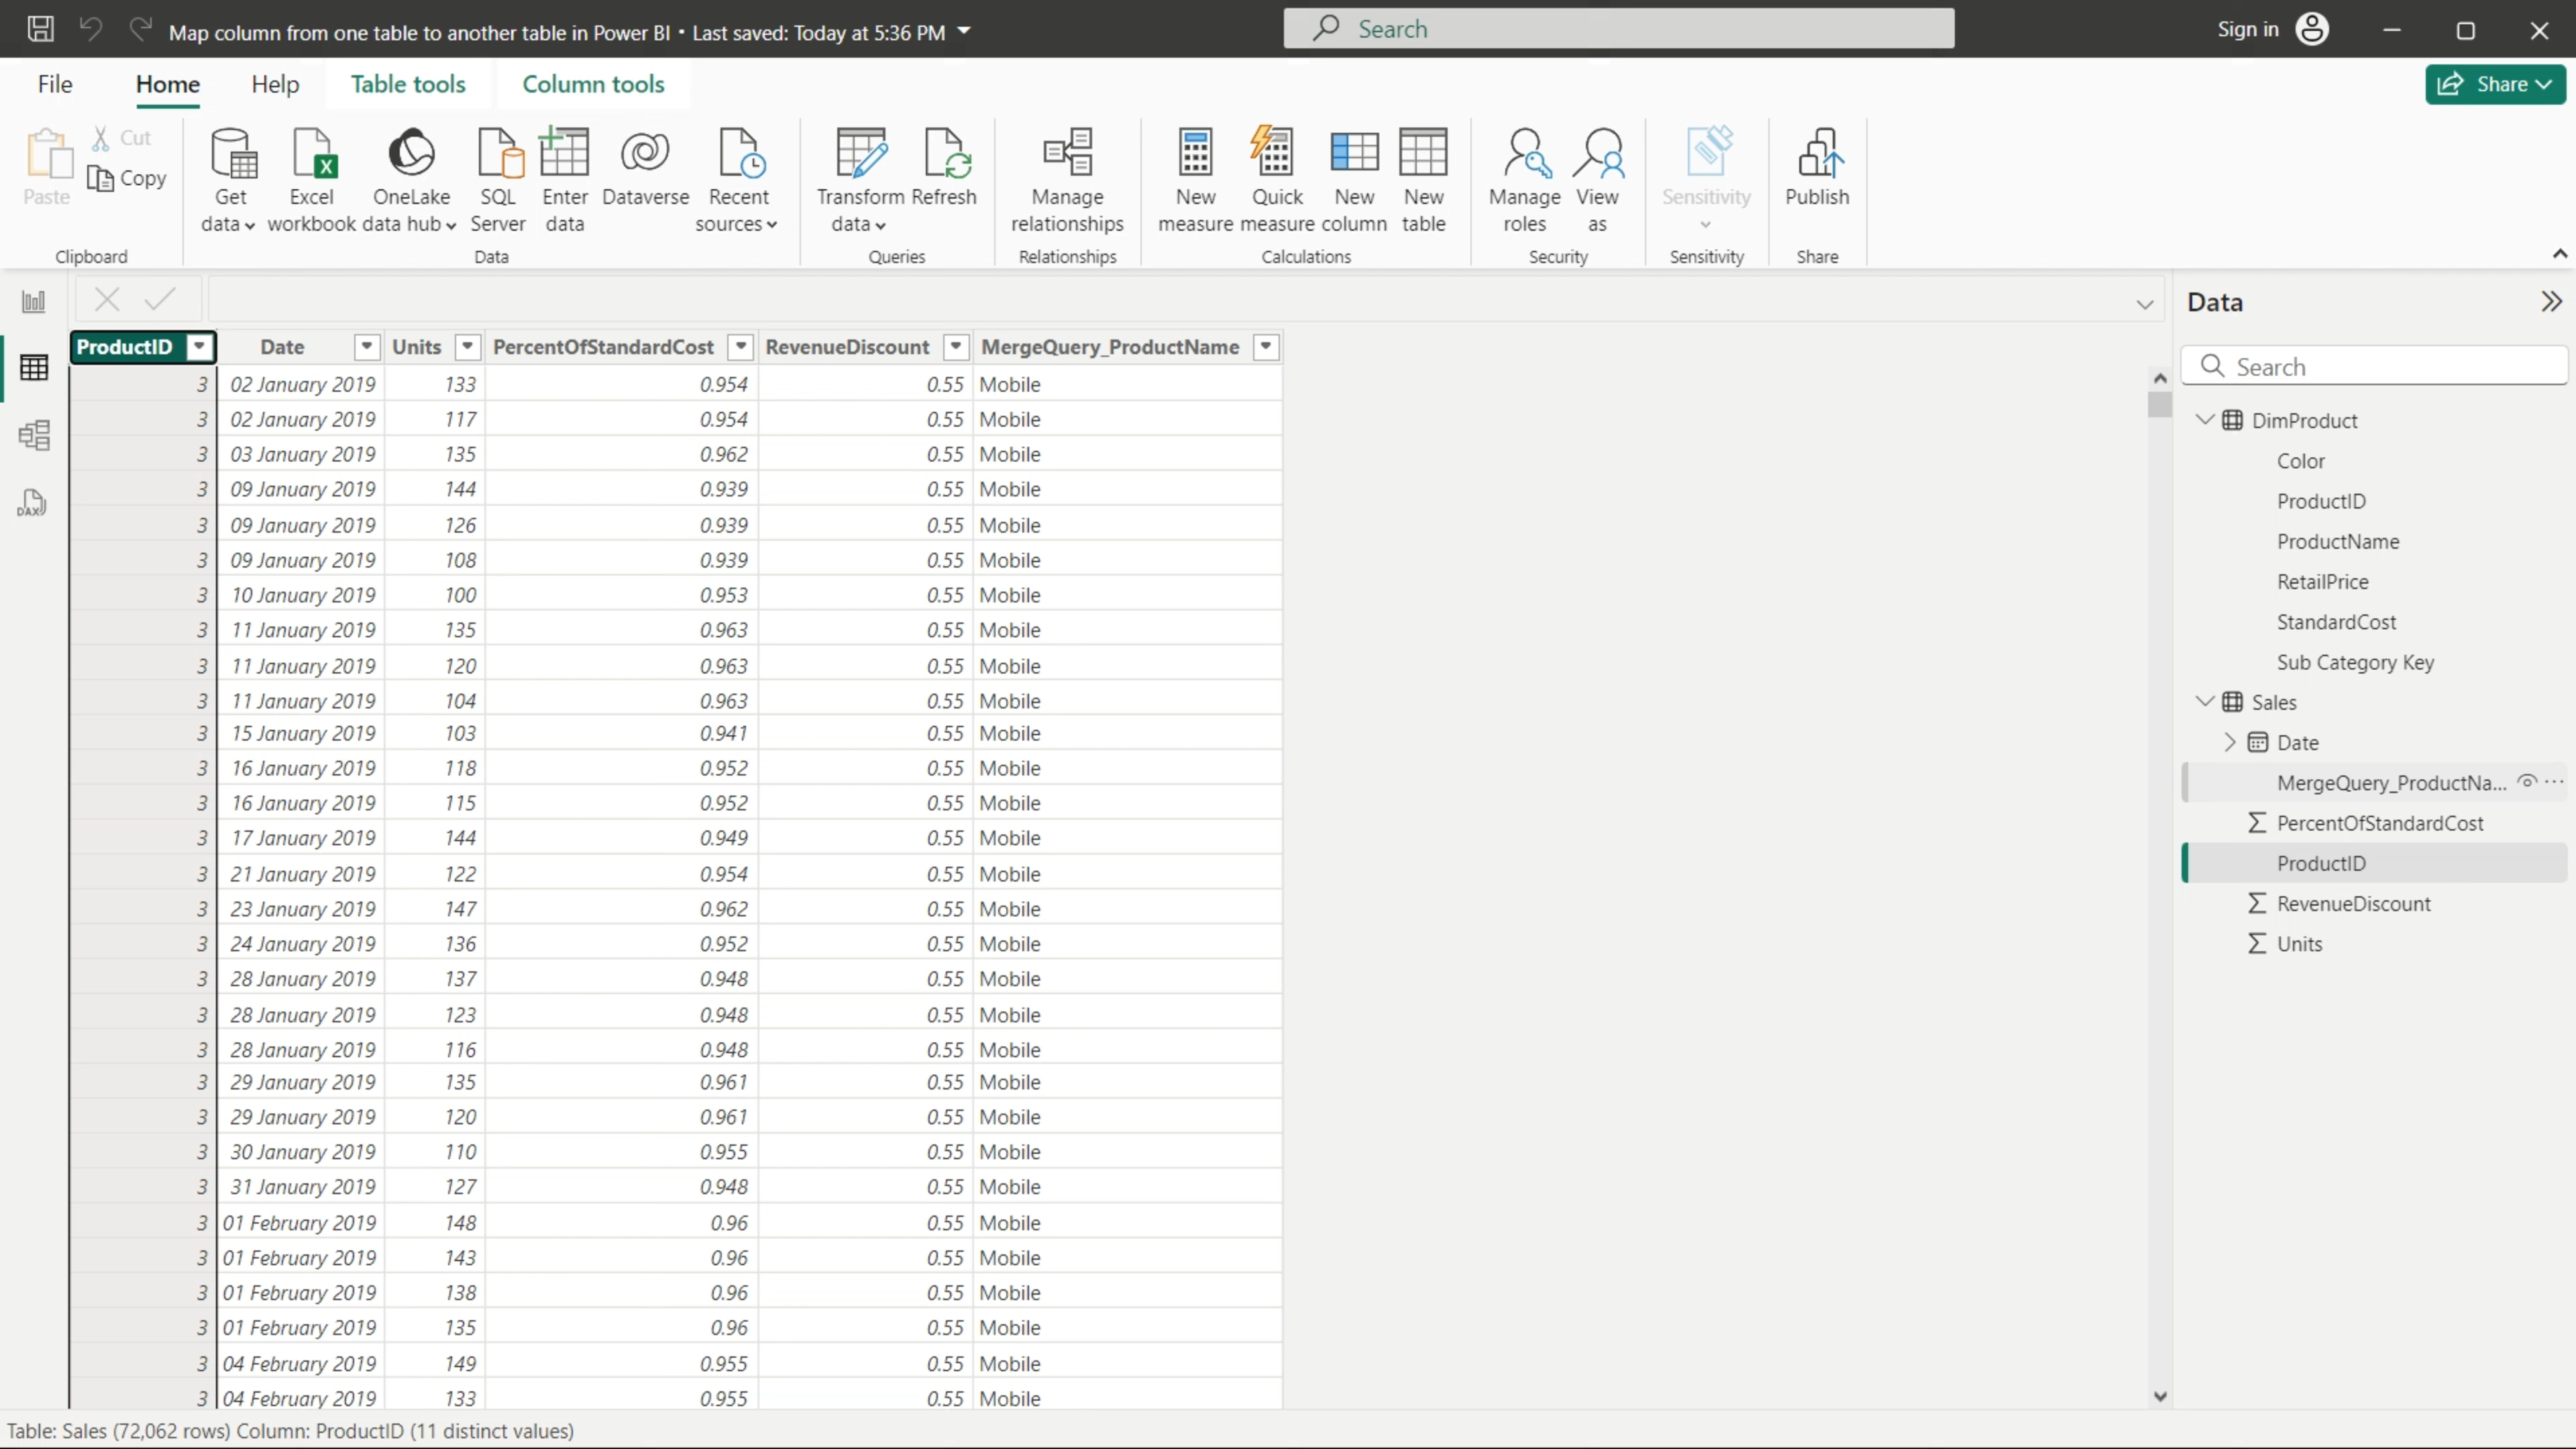 Map column from one table to another table in Power BI • Last saved: Today at 5:36 PM
Search
Sign in
File Home Help Table tools Column tools
Share
Paste
Cut
Copy
Clipboard
Get data
Excel workbook
OneLake data hub
SQL Server
Enter data
Dataverse
Recent sources
Data
Transform data
Refresh
Queries
Manage relationships
Relationships
New measure
Quick measure
New column
New table
Calculations
Manage roles
View as
Security
Sensitivity
Sensitivity
Publish
Share
DAX
ProductID Date Units PercentOfStandardCost RevenueDiscount MergeQuery_ProductName
3 02 January 2019 133 0.954 0.55 Mobile
3 02 January 2019 117 0.954 0.55 Mobile
3 03 January 2019 135 0.962 0.55 Mobile
3 09 January 2019 144 0.939 0.55 Mobile
3 09 January 2019 126 0.939 0.55 Mobile
3 09 January 2019 108 0.939 0.55 Mobile
3 10 January 2019 100 0.953 0.55 Mobile
3 11 January 2019 135 0.963 0.55 Mobile
3 11 January 2019 120 0.963 0.55 Mobile
3 11 January 2019 104 0.963 0.55 Mobile
3 15 January 2019 103 0.941 0.55 Mobile
3 16 January 2019 118 0.952 0.55 Mobile
3 16 January 2019 115 0.952 0.55 Mobile
3 17 January 2019 144 0.949 0.55 Mobile
3 21 January 2019 122 0.954 0.55 Mobile
3 23 January 2019 147 0.962 0.55 Mobile
3 24 January 2019 136 0.952 0.55 Mobile
3 28 January 2019 137 0.948 0.55 Mobile
3 28 January 2019 123 0.948 0.55 Mobile
3 28 January 2019 116 0.948 0.55 Mobile
3 29 January 2019 135 0.961 0.55 Mobile
3 29 January 2019 120 0.961 0.55 Mobile
3 30 January 2019 110 0.955 0.55 Mobile
3 31 January 2019 127 0.948 0.55 Mobile
3 01 February 2019 148 0.96 0.55 Mobile
3 01 February 2019 143 0.96 0.55 Mobile
3 01 February 2019 138 0.96 0.55 Mobile
3 01 February 2019 135 0.96 0.55 Mobile
3 04 February 2019 149 0.955 0.55 Mobile
3 04 February 2019 133 0.955 0.55 Mobile
Data
Search
DimProduct
Color
ProductID
ProductName
RetailPrice
StandardCost
Sub Category Key
Sales
Date
MergeQuery_ProductNa...
∑ PercentOfStandardCost
ProductID
∑ RevenueDiscount
∑ Units
Table: Sales (72,062 rows) Column: ProductID (11 distinct values)